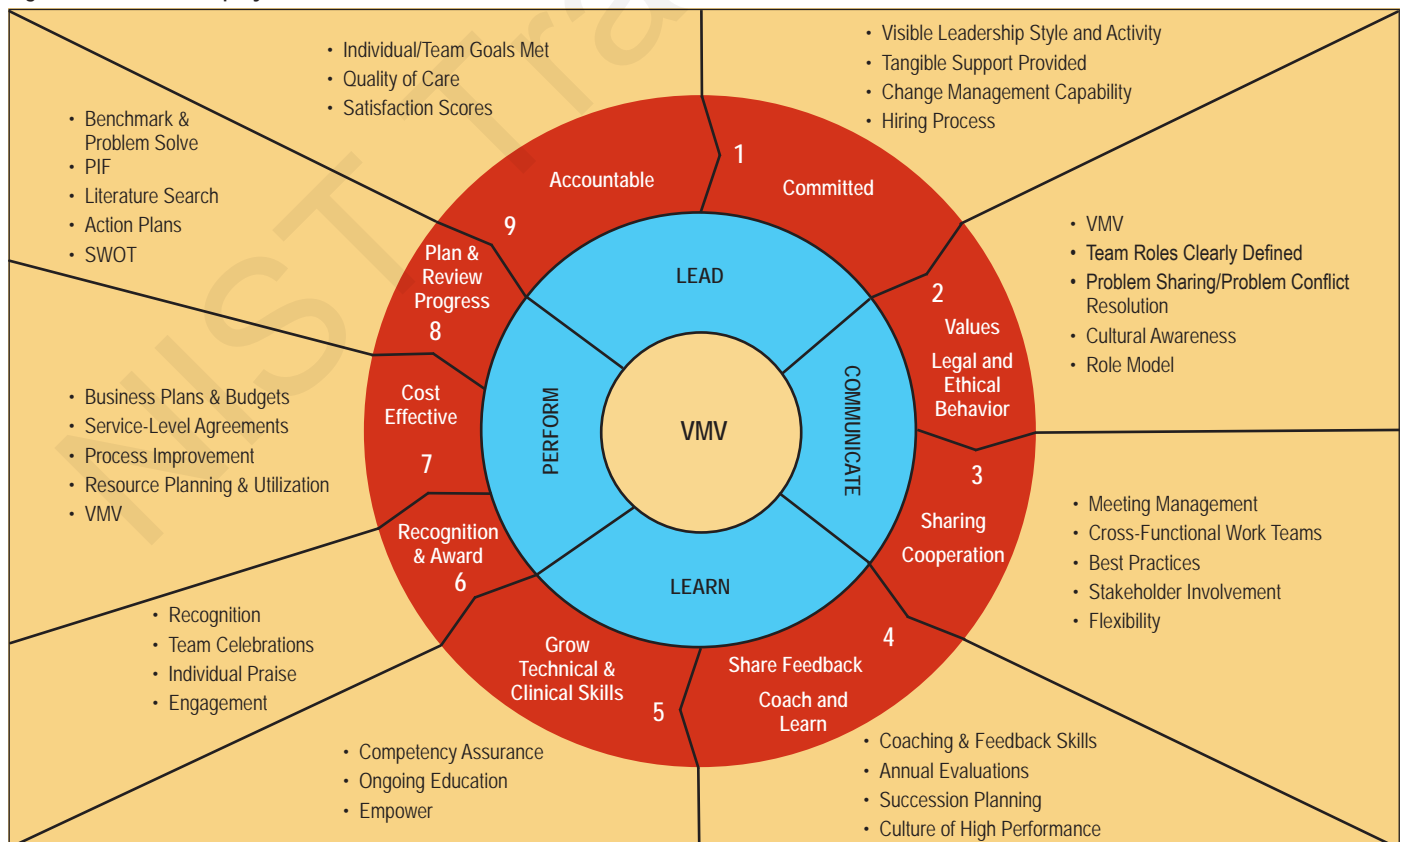 • Individual/Team Goals Met
• Quality of Care
• Satisfaction Scores
• Visible Leadership Style and Activity
• Tangible Support Provided
• Change Management Capability
• Hiring Process
• Benchmark &
Problem Solve
• PIF
• Literature Search
• Action Plans
• SWOT
• VMV
• Team Roles Clearly Defined
• Problem Sharing/Problem Conflict
Resolution
• Cultural Awareness
• Role Model
• Business Plans & Budgets
• Service-Level Agreements
• Process Improvement
• Resource Planning & Utilization
• VMV
• Meeting Management
• Cross-Functional Work Teams
• Best Practices
• Stakeholder Involvement
• Flexibility
• Recognition
• Team Celebrations
• Individual Praise
• Engagement
• Competency Assurance
• Ongoing Education
• Empower
• Coaching & Feedback Skills
• Annual Evaluations
• Succession Planning
• Culture of High Performance
1
Committed
2
Values
Legal and
Ethical
Behavior
3
Sharing
Cooperation
4
Share Feedback
Coach and
Learn
5
Grow
Technical &
Clinical Skills
6
Recognition
& Award
7
Cost
Effective
8
Plan &
Review
Progress
9
Accountable
LEAD
COMMUNICATE
LEARN
PERFORM
VMV
NIST